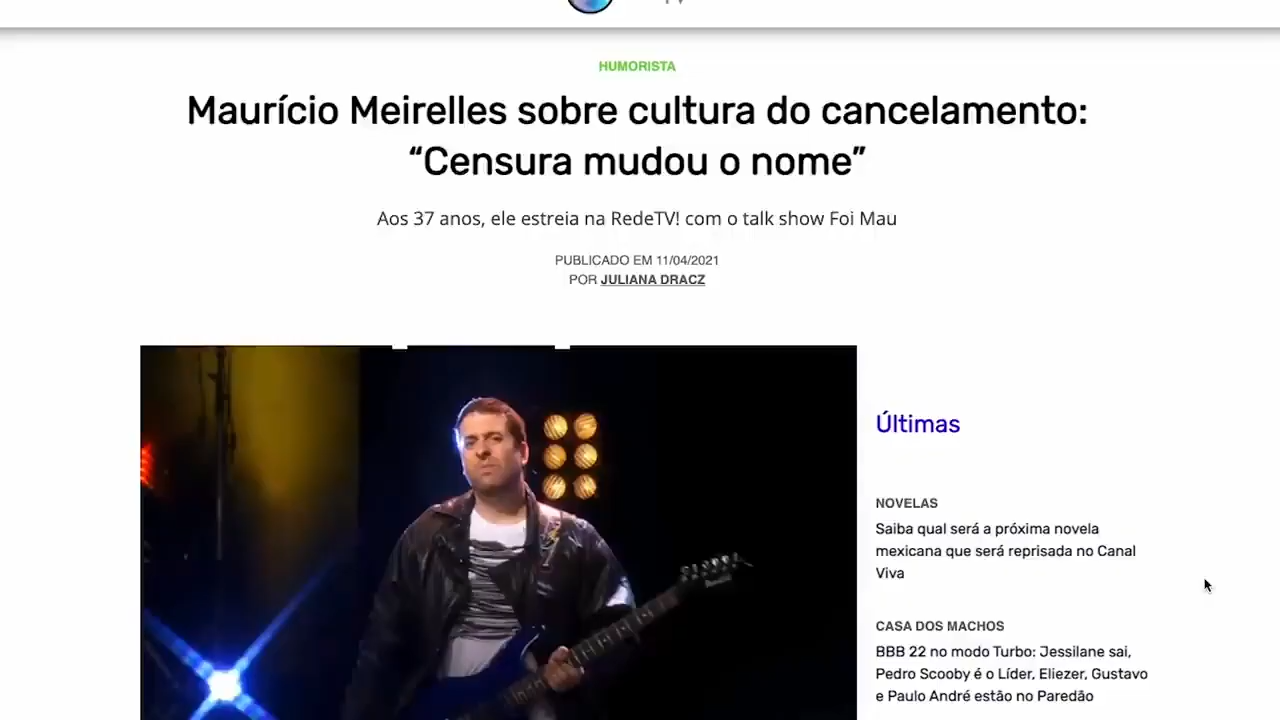 HUMORISTA
Maurício Meirelles sobre cultura do cancelamento:
“Censura mudou o nome”
Aos 37 anos, ele estreia na RedeTV! com o talk show Foi Mau
PUBLICADO EM 11/04/2021
POR JULIANA DRACZ
Últimas
NOVELAS
Saiba qual será a próxima novela
mexicana que será reprisada no Canal
Viva
CASA DOS MACHOS
BBB 22 no modo Turbo: Jessilane sai,
Pedro Scooby é o Líder, Eliezer, Gustavo
e Paulo André estão no Paredão